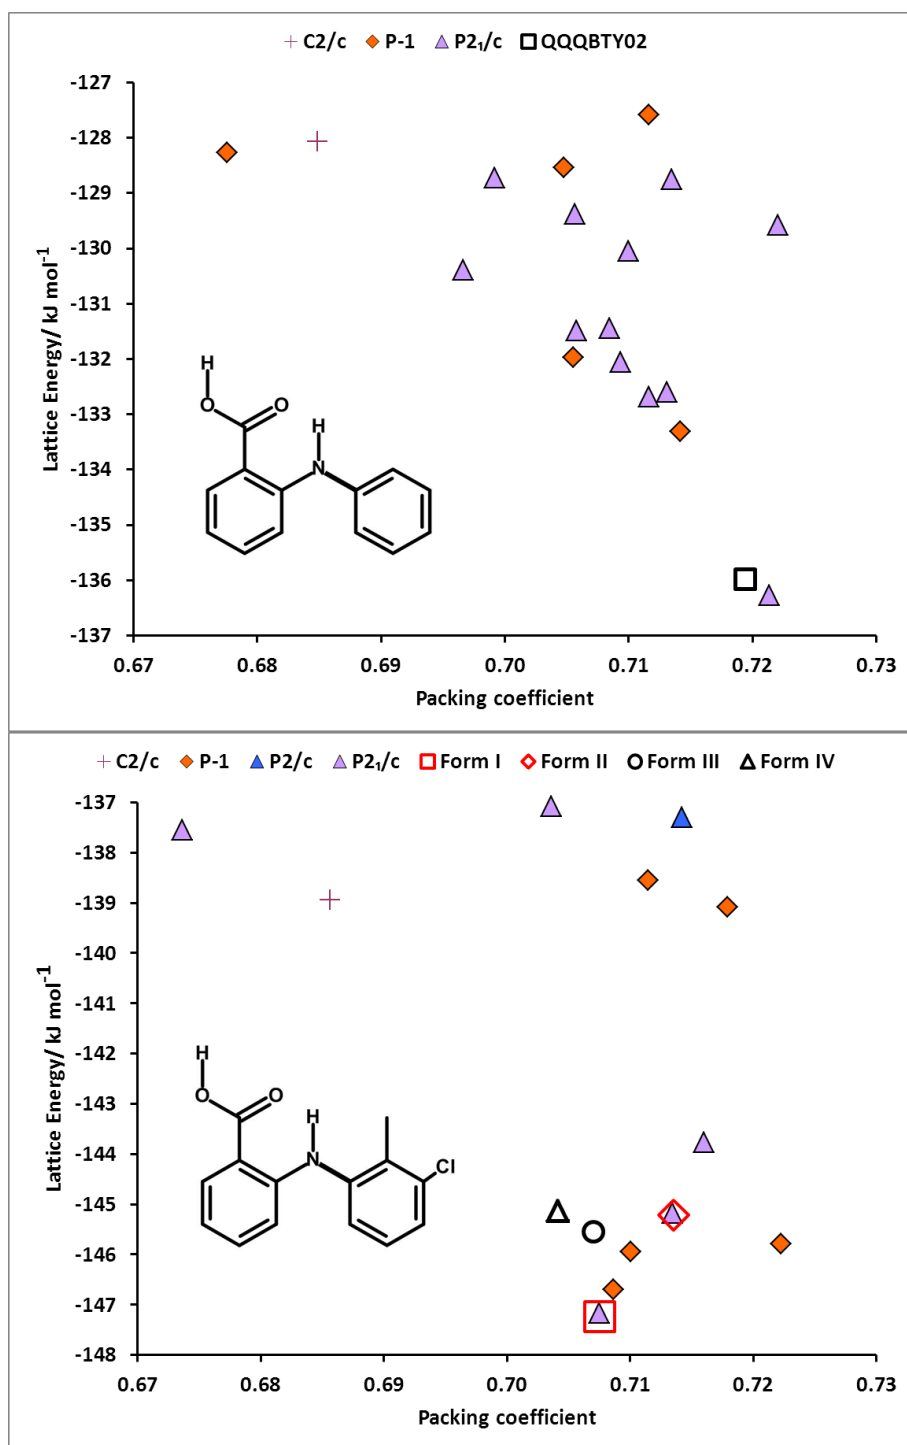 C2/c P-1 P2₁/c QQQBTY02
-127
-128
-129
-130
-131
-132
-133
-134
-135
-136
-137
Lattice Energy/ kJ mol⁻¹
H
O O
H
N
0.67 0.68 0.69 0.70 0.71 0.72 0.73
Packing coefficient
C2/c P-1 P2/c P2₁/c Form I Form II Form III Form IV
-137
-138
-139
-140
-141
-142
-143
-144
-145
-146
-147
-148
Lattice Energy/ kJ mol⁻¹
H
O O
H
N
Cl
0.67 0.68 0.69 0.70 0.71 0.72 0.73
Packing coefficient